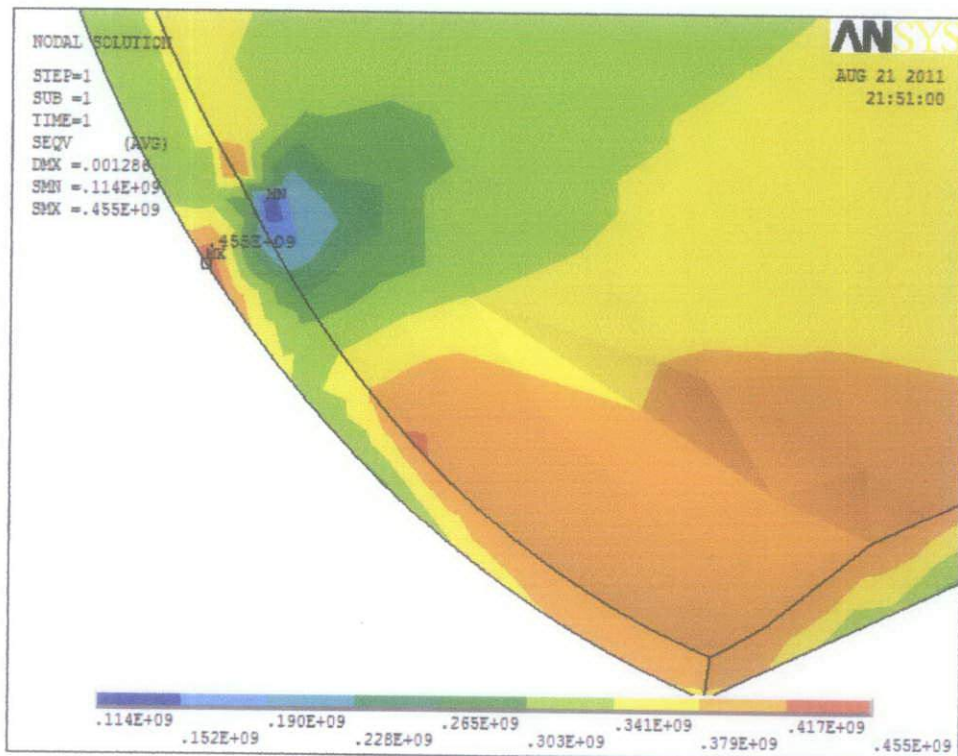 NODAL SOLUTION
STEP=1
SUB =1
TIME=1
SEQV (AVG)
DMX =.001286
SMN =.114E+09
SMX =.455E+09
ANSYS
AUG 21 2011
21:51:00
MN
.455E+09
MX
.114E+09 .190E+09 .265E+09 .341E+09 .417E+09
.152E+09 .228E+09 .303E+09 .379E+09 .455E+09